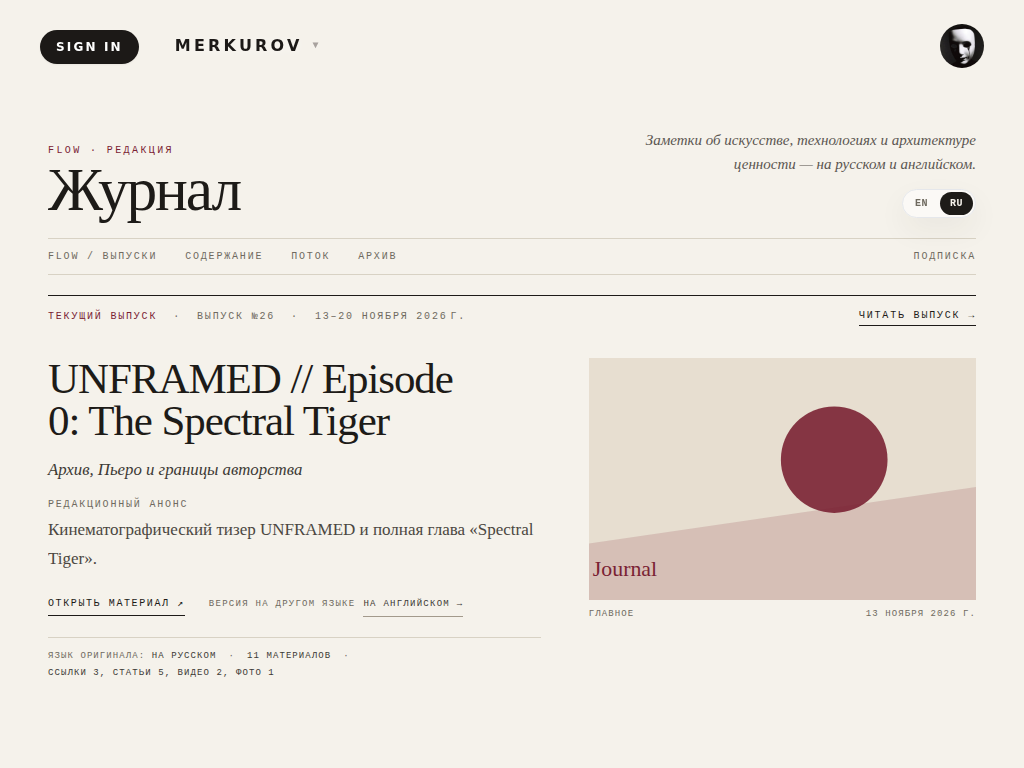 SIGN IN
MERKUROV ▼
FLOW · РЕДАКЦИЯ
Журнал
Заметки об искусстве, технологиях и архитектуре
ценности — на русском и английском.
EN RU
FLOW / ВЫПУСКИ СОДЕРЖАНИЕ ПОТОК АРХИВ ПОДПИСКА
ТЕКУЩИЙ ВЫПУСК · ВЫПУСК №26 · 13–20 НОЯБРЯ 2026 Г. ЧИТАТЬ ВЫПУСК →
UNFRAMED // Episode
0: The Spectral Tiger
Архив, Пьеро и границы авторства
РЕДАКЦИОННЫЙ АНОНС
Кинематографический тизер UNFRAMED и полная глава «Spectral
Tiger».
ОТКРЫТЬ МАТЕРИАЛ ↗ ВЕРСИЯ НА ДРУГОМ ЯЗЫКЕ НА АНГЛИЙСКОМ →
ЯЗЫК ОРИГИНАЛА: НА РУССКОМ · 11 МАТЕРИАЛОВ ·
ССЫЛКИ 3, СТАТЬИ 5, ВИДЕО 2, ФОТО 1
Journal
ГЛАВНОЕ 13 НОЯБРЯ 2026 Г.